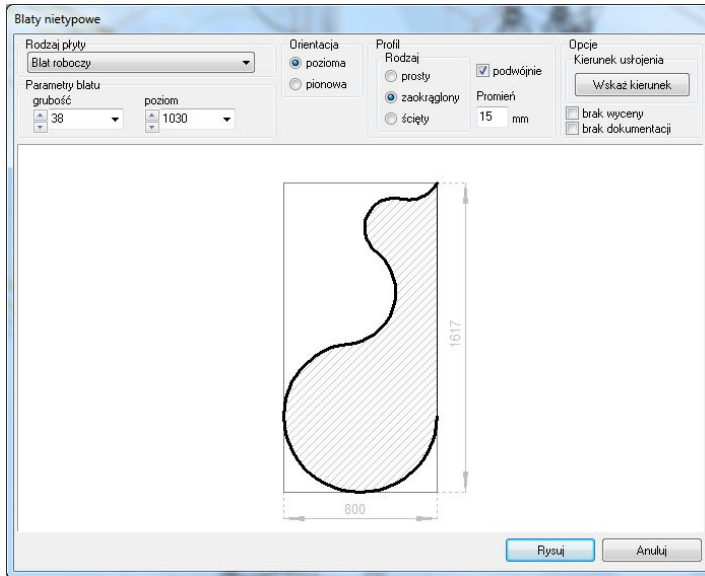 Blaty nietypowe
Rodzaj płyty
Blat roboczy
Parametry blatu
grubość
poziom
38
1030
Orientacja
pozioma
pionowa
Profil
Rodzaj
prosty
zaokrąglony
ścięty
podwójnie
Promień
15 mm
Opcje
Kierunek usłojenia
Wskaż kierunek
brak wyceny
brak dokumentacji
1617
800
Rysuj
Anuluj